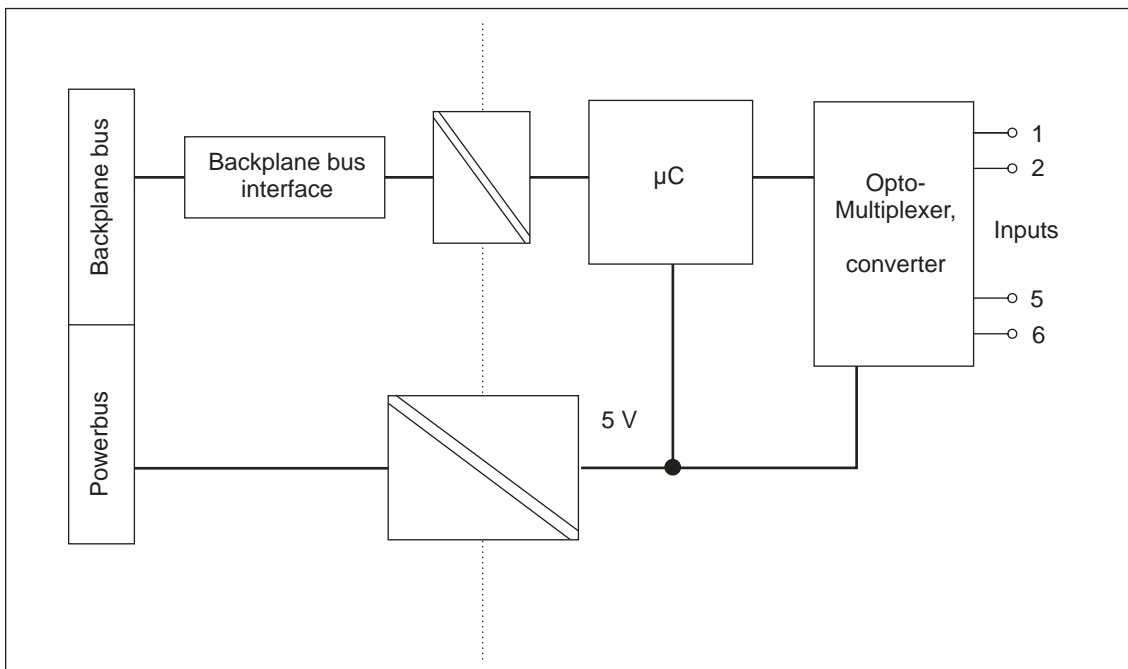 Backplane bus
Powerbus
Backplane bus
interface
5 V
µC
Opto-
Multiplexer,
converter
1
2
Inputs
5
6